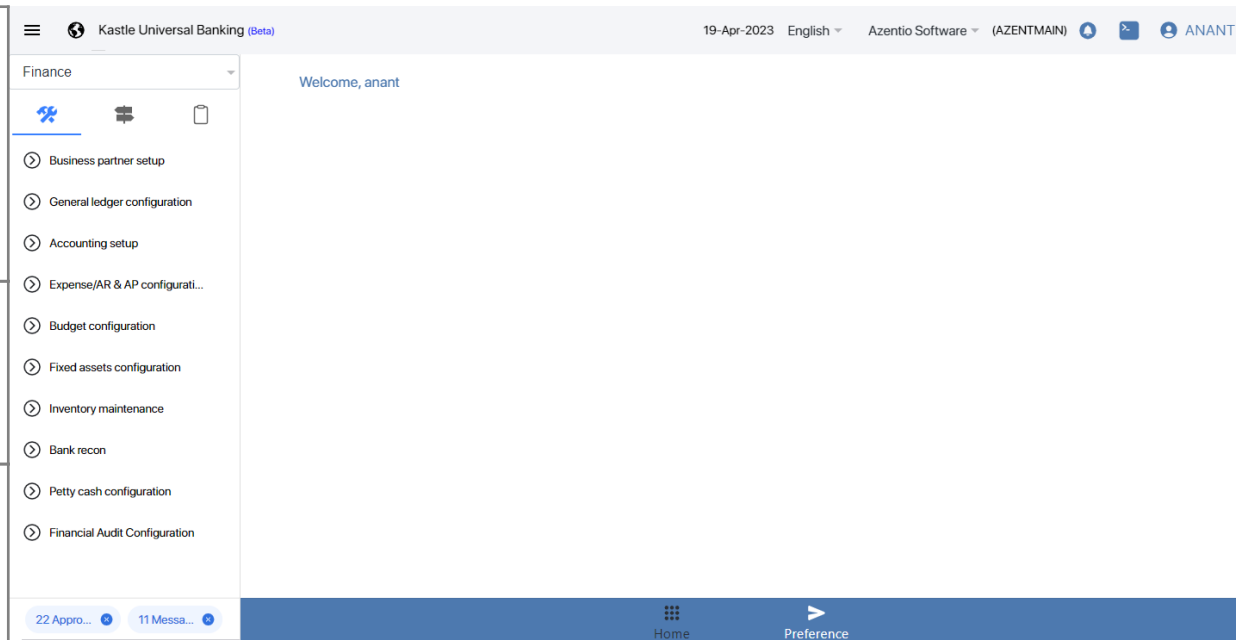 Kastle Universal Banking (Beta)
19-Apr-2023 English Azentio Software (AZENTMAIN) ANANT
Finance
Welcome, anant
Business partner setup
General ledger configuration
Accounting setup
Expense/AR & AP configurati...
Budget configuration
Fixed assets configuration
Inventory maintenance
Bank recon
Petty cash configuration
Financial Audit Configuration
22 Appro... 11 Messa...
Home Preference